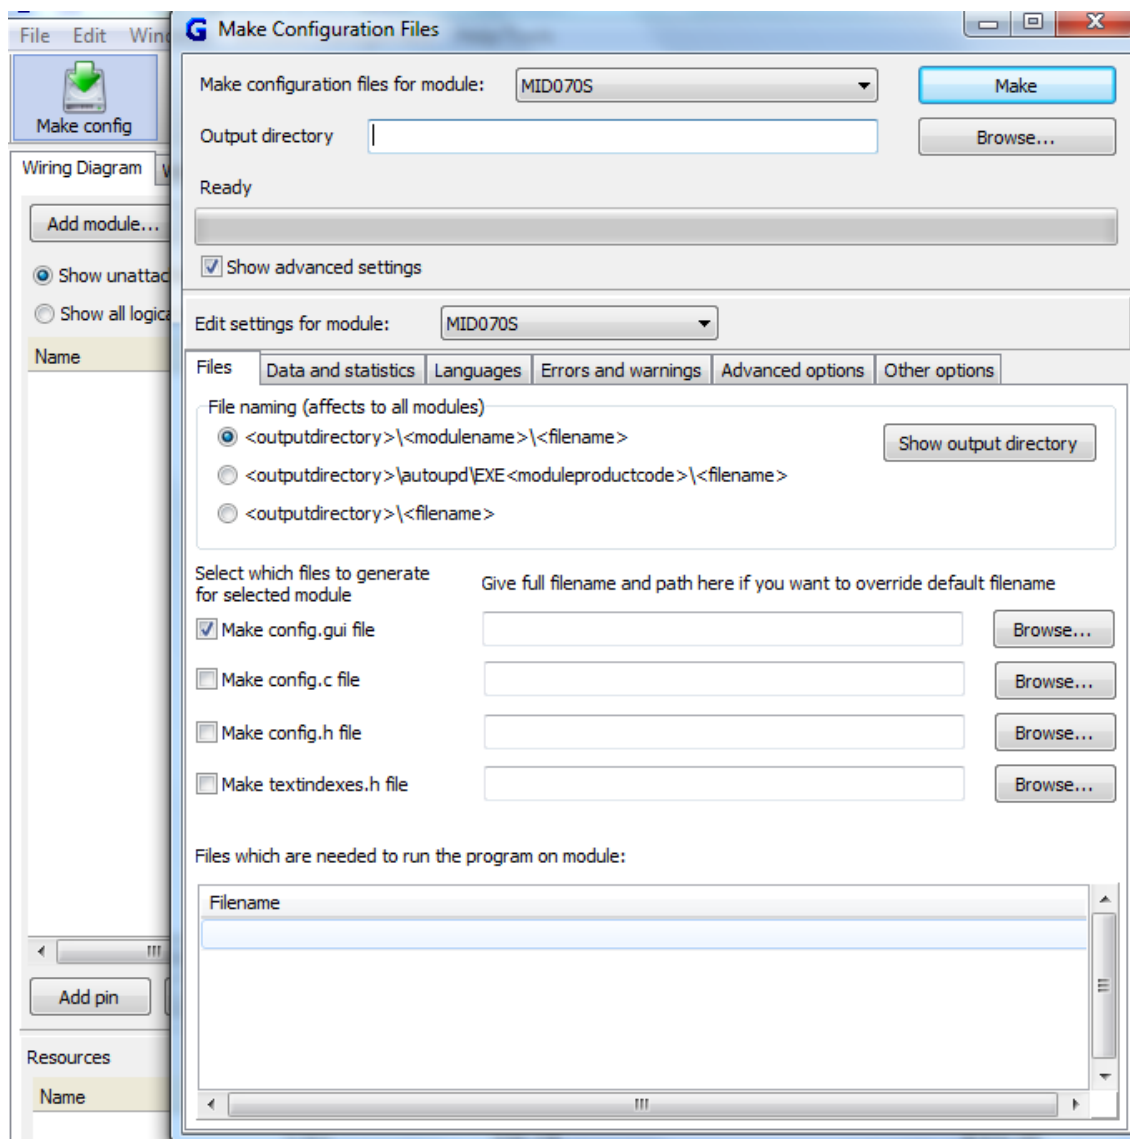 File Edit Wind
G Make Configuration Files
Make config
Make configuration files for module: MID070S Make
Output directory Browse...
Ready
Show advanced settings
Wiring Diagram
Add module...
Show unattac
Show all logica
Name
Edit settings for module: MID070S
Files Data and statistics Languages Errors and warnings Advanced options Other options
File naming (affects to all modules)
<outputdirectory>\<modulename>\<filename>
Show output directory
<outputdirectory>\autoupd\EXE<moduleproductcode>\<filename>
<outputdirectory>\<filename>
Select which files to generate
for selected module
Give full filename and path here if you want to override default filename
Make config.gui file Browse...
Make config.c file Browse...
Make config.h file Browse...
Make textindexes.h file Browse...
Files which are needed to run the program on module:
Filename
Add pin
Resources
Name